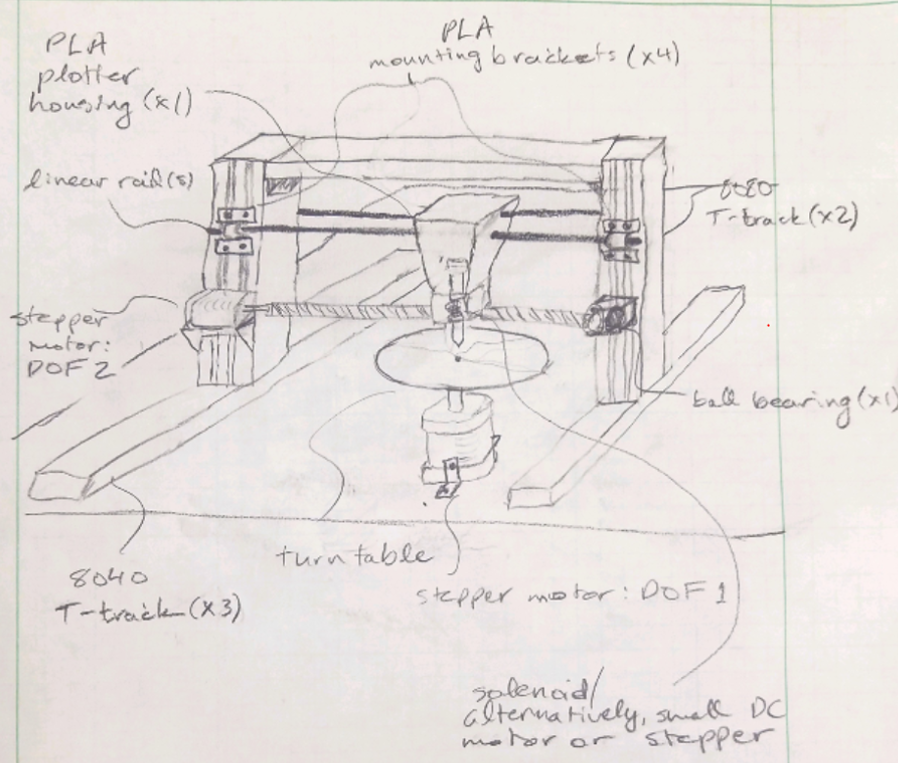 PLA
plotter
housing (x1)
PLA
mounting brackets (x4)
linear rail(s)
8080
T-track (x2)
stepper
motor:
DOF 2
ball bearing (x1)
turntable
8040
T-track (x3)
stepper motor: DOF 1
solenoid/
alternatively, small DC
motor or stepper